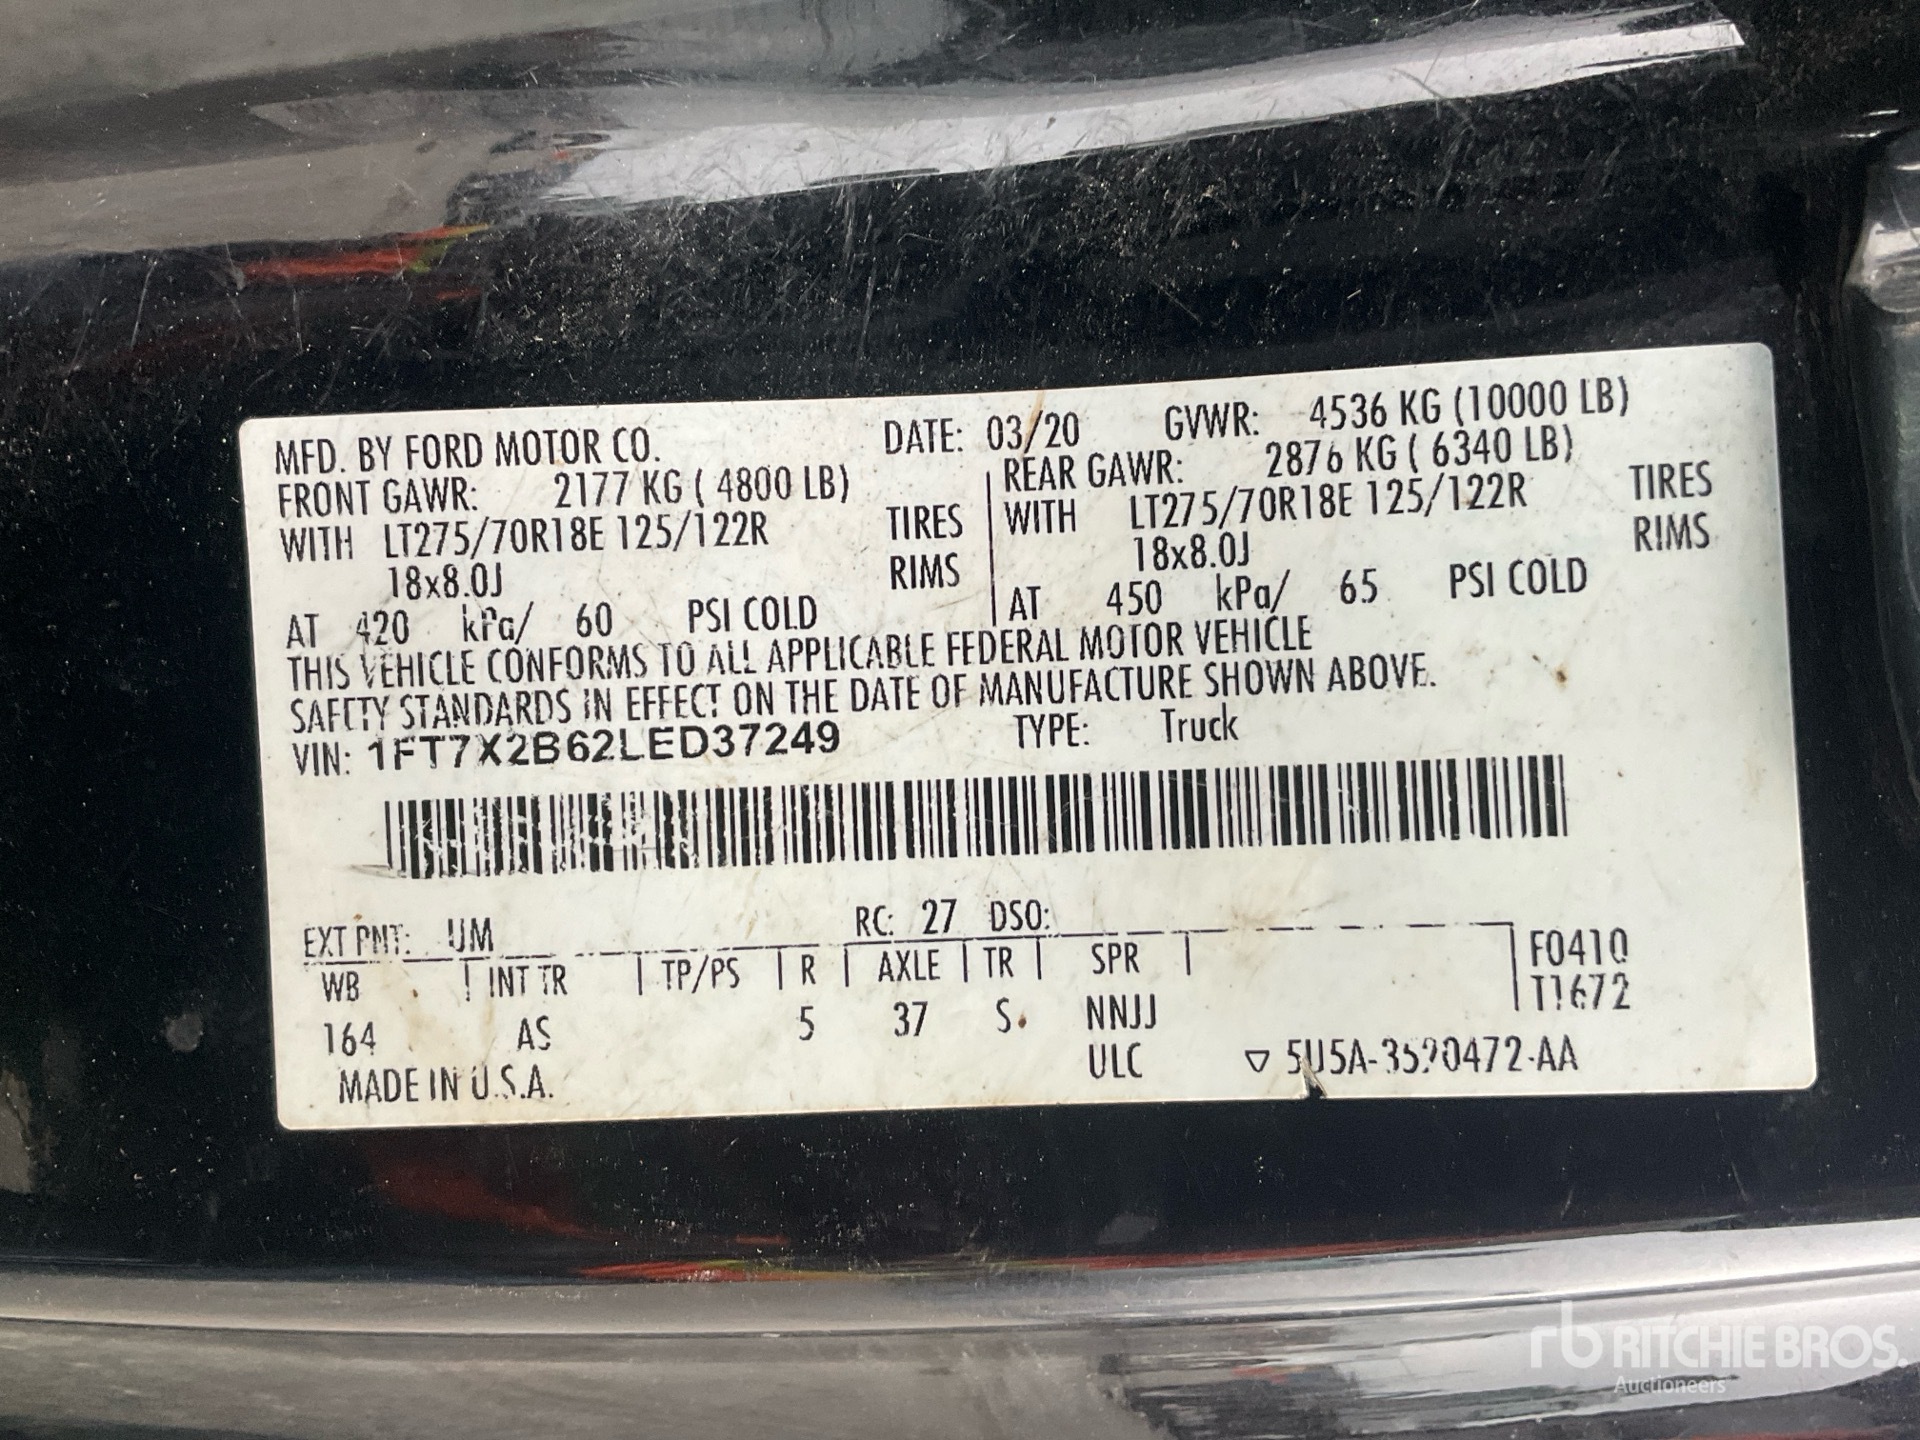 MFD. BY FORD MOTOR CO. DATE: 03/20 GVWR: 4536 KG (10000 LB)
FRONT GAWR: 2177 KG ( 4800 LB) REAR GAWR: 2876 KG ( 6340 LB)
WITH LT275/70R18E 125/122R TIRES WITH LT275/70R18E 125/122R TIRES
18x8.0J RIMS 18x8.0J RIMS
AT 420 kPa/ 60 PSI COLD AT 450 kPa/ 65 PSI COLD
THIS VEHICLE CONFORMS TO ALL APPLICABLE FEDERAL MOTOR VEHICLE
SAFETY STANDARDS IN EFFECT ON THE DATE OF MANUFACTURE SHOWN ABOVE.
VIN: 1FT7X2B62LED37249 TYPE: Truck
EXT PNT: UM RC: 27 DSO:
WB INT TR TP/PS R AXLE TR SPR F0410
T1672
164 AS 5 37 S NNJJ
ULC ▽ 5U5A-3520472-AA
MADE IN U.S.A.
rb RITCHIE BROS.
Auctioneers